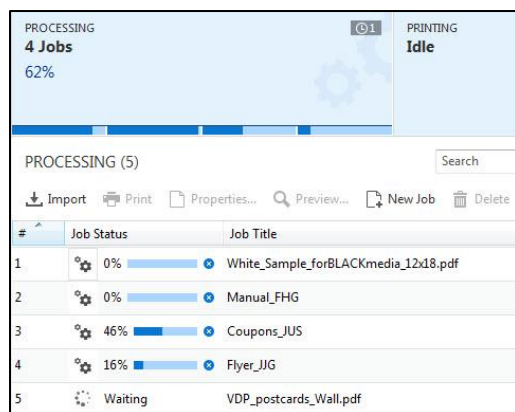 PROCESSING 1 PRINTING
4 Jobs Idle
62%
PROCESSING (5) Search
Import Print Properties... Preview... New Job Delete
# Job Status Job Title
1 0% White_Sample_forBLACKmedia_12x18.pdf
2 0% Manual_FHG
3 46% Coupons_JUS
4 16% Flyer_JJG
5 Waiting VDP_postcards_Wall.pdf